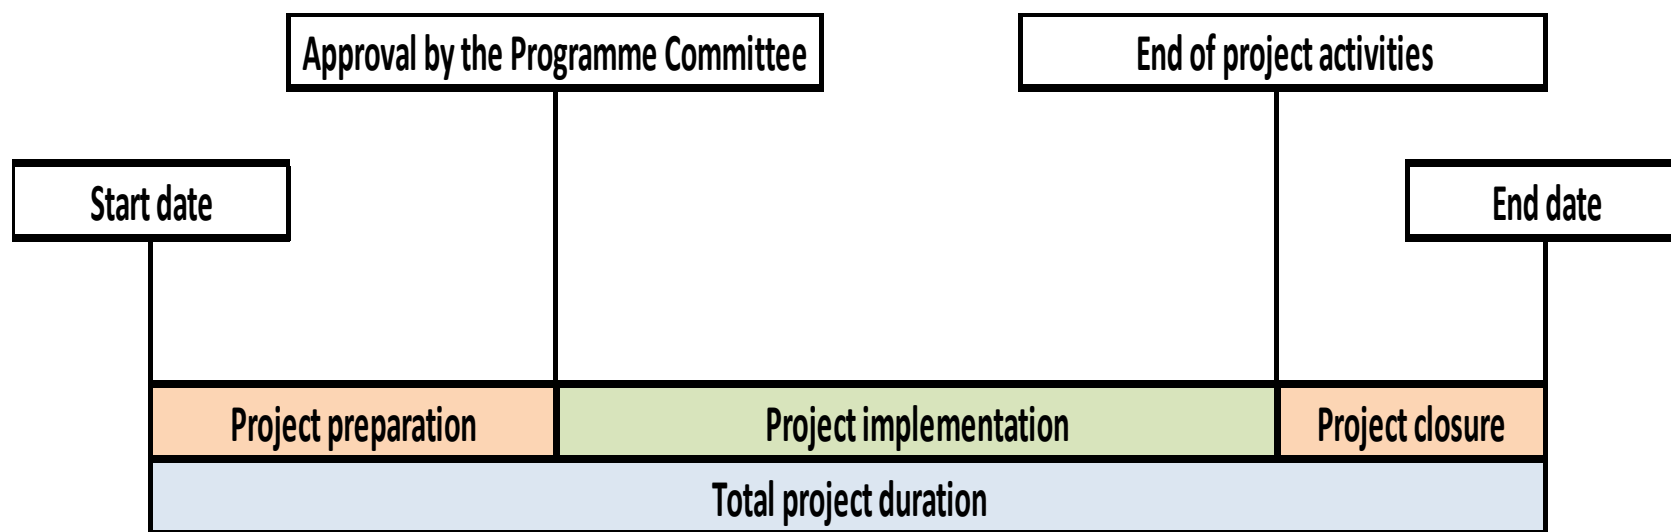 Approval by the Programme Committee
End of project activities
Start date
End date
Project preparation
Project implementation
Project closure
Total project duration